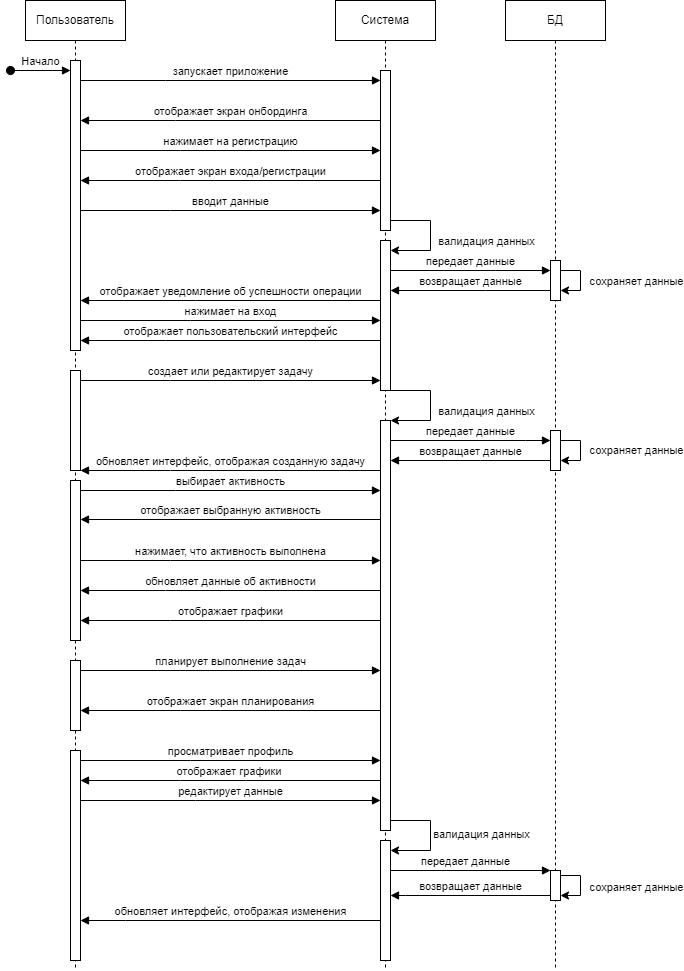 Пользователь
Система
БД
Начало
запускает приложение
отображает экран онбординга
нажимает на регистрацию
отображает экран входа/регистрации
вводит данные
валидация данных
передает данные
возвращает данные
сохраняет данные
отображает уведомление об успешности операции
нажимает на вход
отображает пользовательский интерфейс
создает или редактирует задачу
валидация данных
передает данные
возвращает данные
сохраняет данные
обновляет интерфейс, отображая созданную задачу
выбирает активность
отображает выбранную активность
нажимает, что активность выполнена
обновляет данные об активности
отображает графики
планирует выполнение задач
отображает экран планирования
просматривает профиль
отображает графики
редактирует данные
валидация данных
передает данные
возвращает данные
сохраняет данные
обновляет интерфейс, отображая изменения